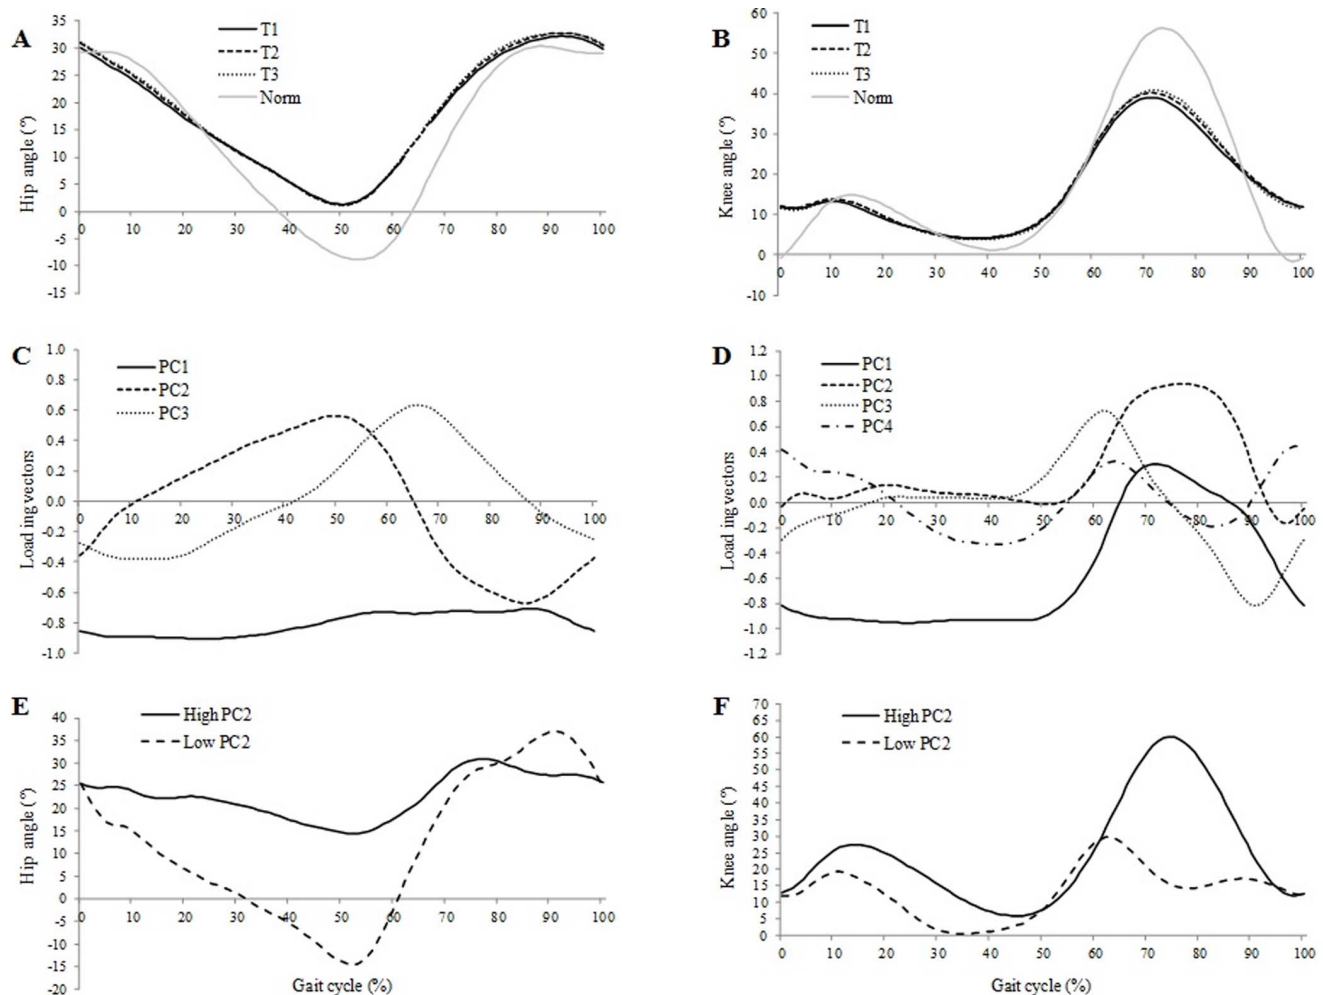 A
Hip angle (º)
35
30
25
20
15
10
5
0
-5
-10
-15
0 10 20 30 40 50 60 70 80 90 100
T1
T2
T3
Norm
B
Knee angle (º)
60
50
40
30
20
10
0
-10
0 10 20 30 40 50 60 70 80 90 100
T1
T2
T3
Norm
C
Loading vectors
1.0
0.8
0.6
0.4
0.2
0.0
-0.2
-0.4
-0.6
-0.8
-1.0
0 10 20 30 40 50 60 70 80 90 100
PC1
PC2
PC3
D
Loading vectors
1.2
1.0
0.8
0.6
0.4
0.2
0.0
-0.2
-0.4
-0.6
-0.8
-1.0
-1.2
0 10 20 30 40 50 60 70 80 90 100
PC1
PC2
PC3
PC4
E
Hip angle (º)
40
35
30
25
20
15
10
5
0
-5
-10
-15
-20
0 10 20 30 40 50 60 70 80 90 100
High PC2
Low PC2
Gait cycle (%)
F
Knee angle (º)
70
65
60
55
50
45
40
35
30
25
20
15
10
5
0
0 10 20 30 40 50 60 70 80 90 100
High PC2
Low PC2
Gait cycle (%)